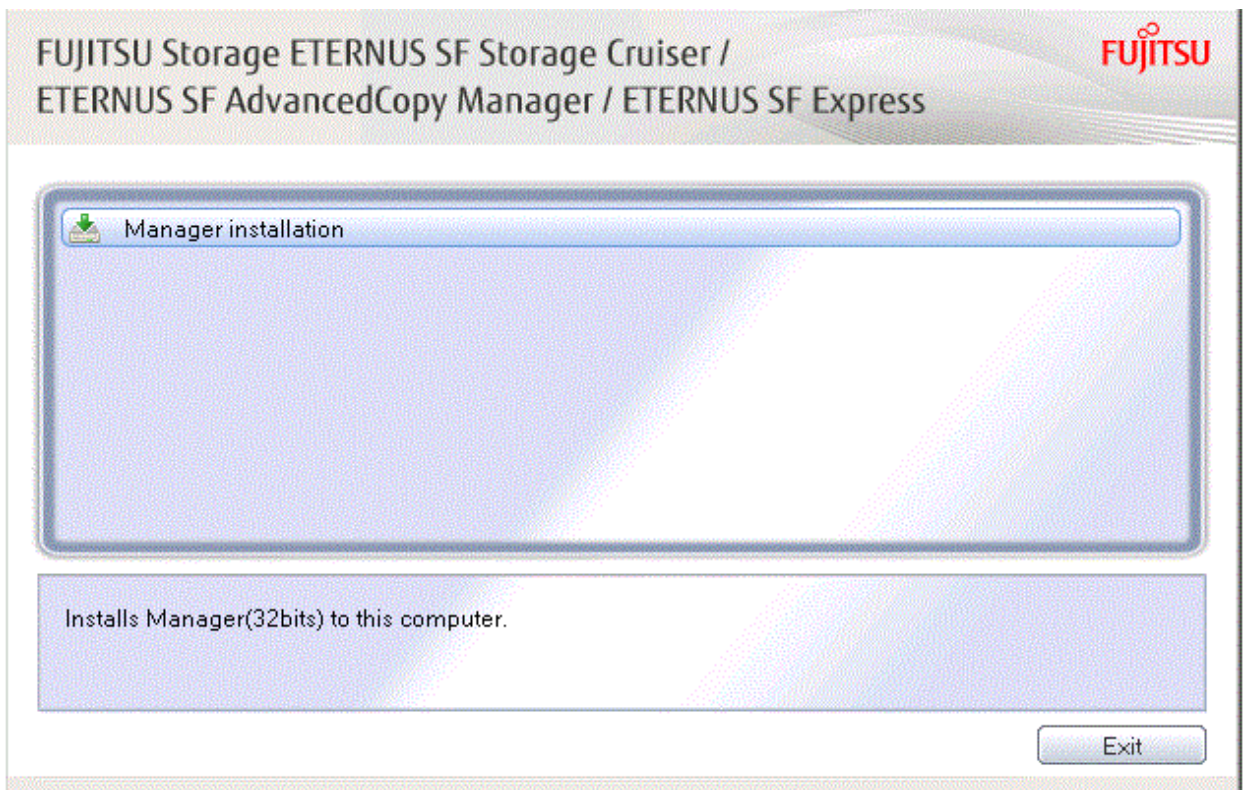 FUJITSU Storage ETERNUS SF Storage Cruiser /
ETERNUS SF AdvancedCopy Manager / ETERNUS SF Express
FUJITSU
Manager installation
Installs Manager(32bits) to this computer.
Exit